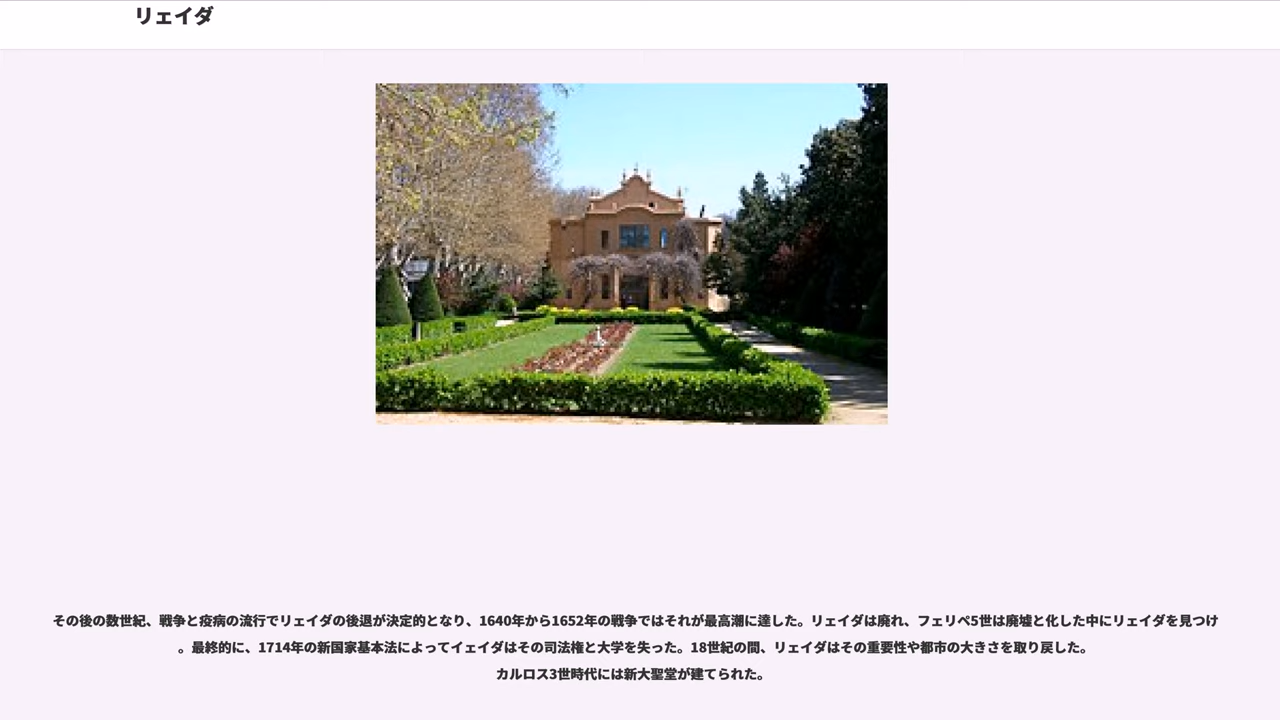 リェイダ
その後の数世紀、戦争と疫病の流行でリェイダの後退が決定的となり、1640年から1652年の戦争ではそれが最高潮に達した。リェイダは廃れ、フェリペ5世は廃墟と化した中にリェイダを見つけ
。最終的に、1714年の新国家基本法によってイェイダはその司法権と大学を失った。18世紀の間、リェイダはその重要性や都市の大きさを取り戻した。
カルロス3世時代には新大聖堂が建てられた。